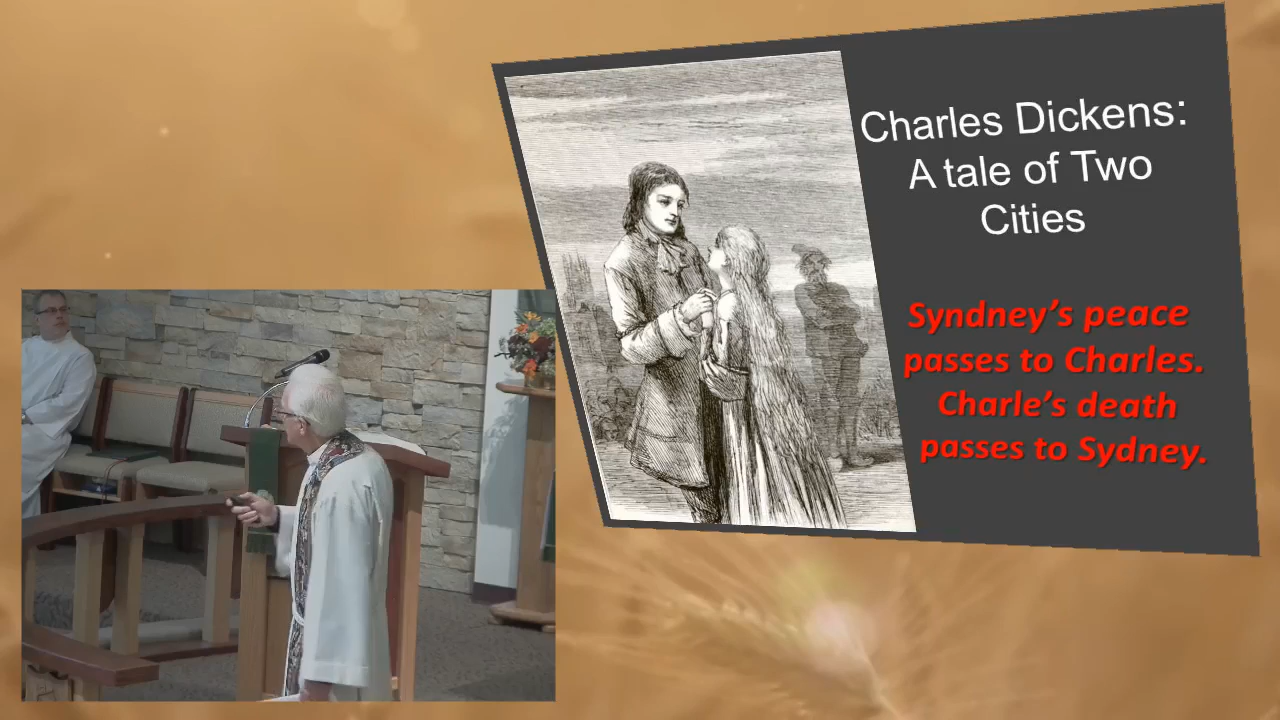 Charles Dickens:
A tale of Two
Cities
Syndney's peace
passes to Charles.
Charle's death
passes to Sydney.